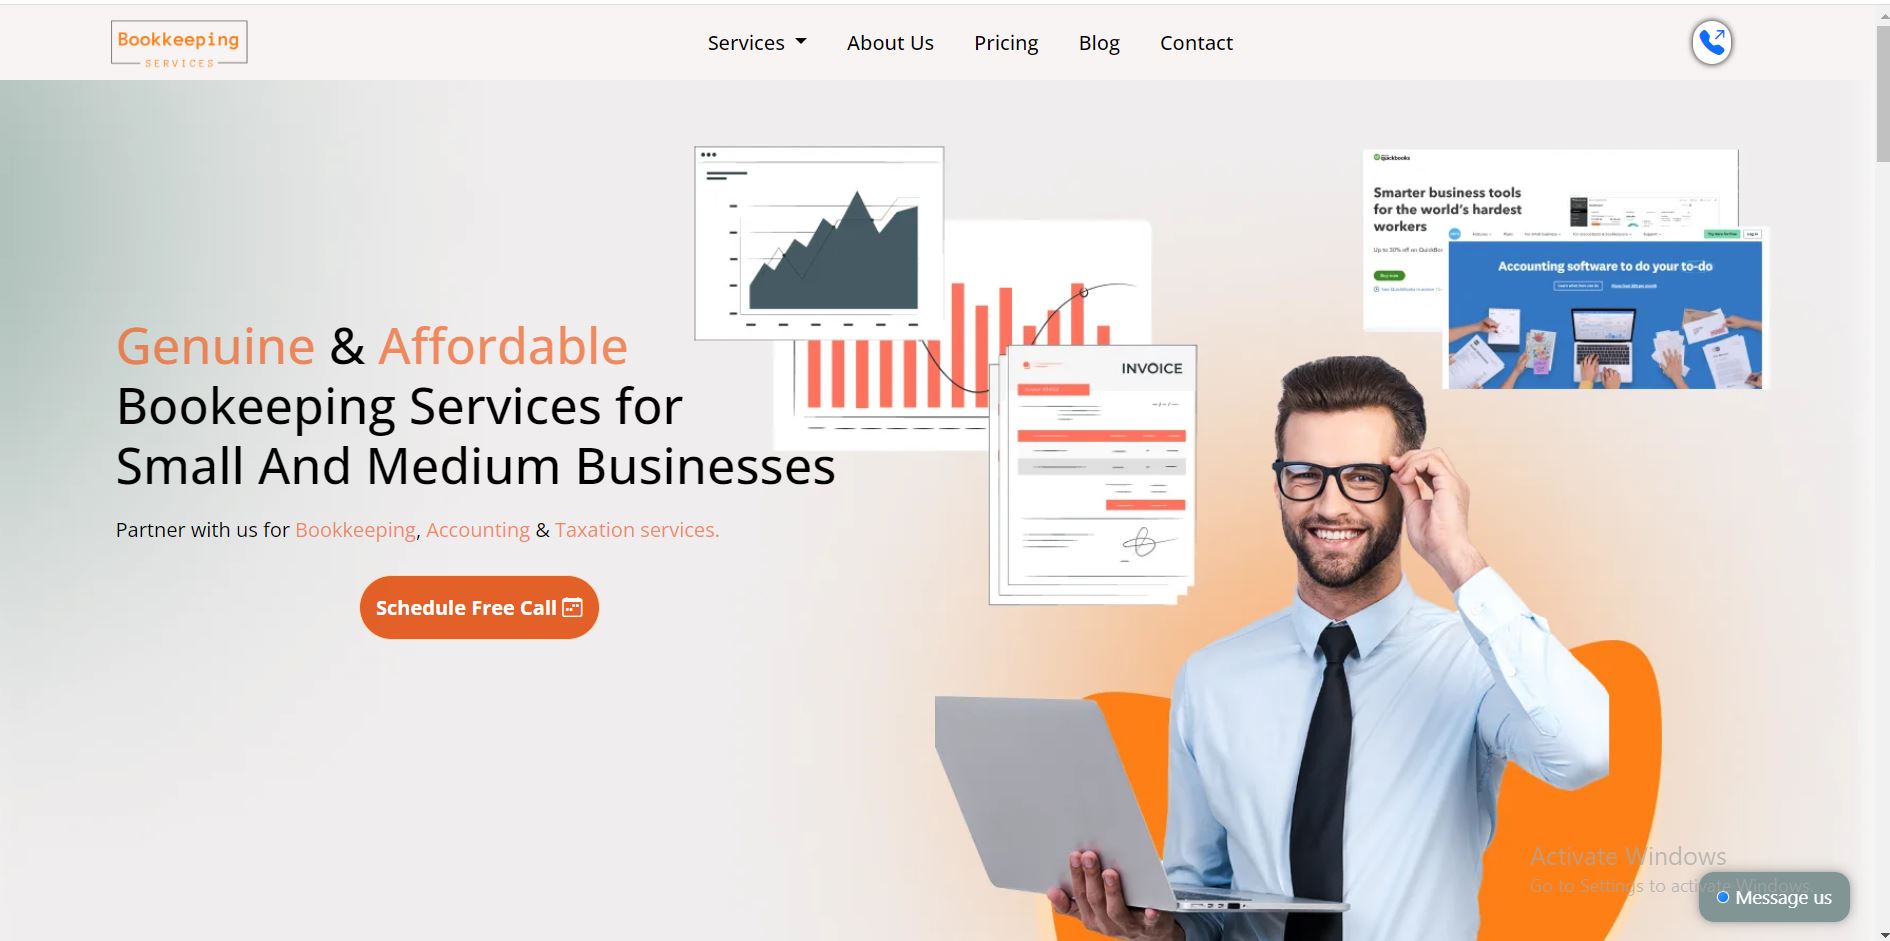 Bookkeeping
SERVICES
Services
About Us
Pricing
Blog
Contact
quickbooks
Smarter business tools
for the world's hardest
workers
Buy now
Accounting software to do your to-do
INVOICE
Genuine & Affordable
Bookeeping Services for
Small And Medium Businesses
Partner with us for Bookkeeping, Accounting & Taxation services.
Schedule Free Call
Activate Windows
Go to Settings to activate Windows.
Message us